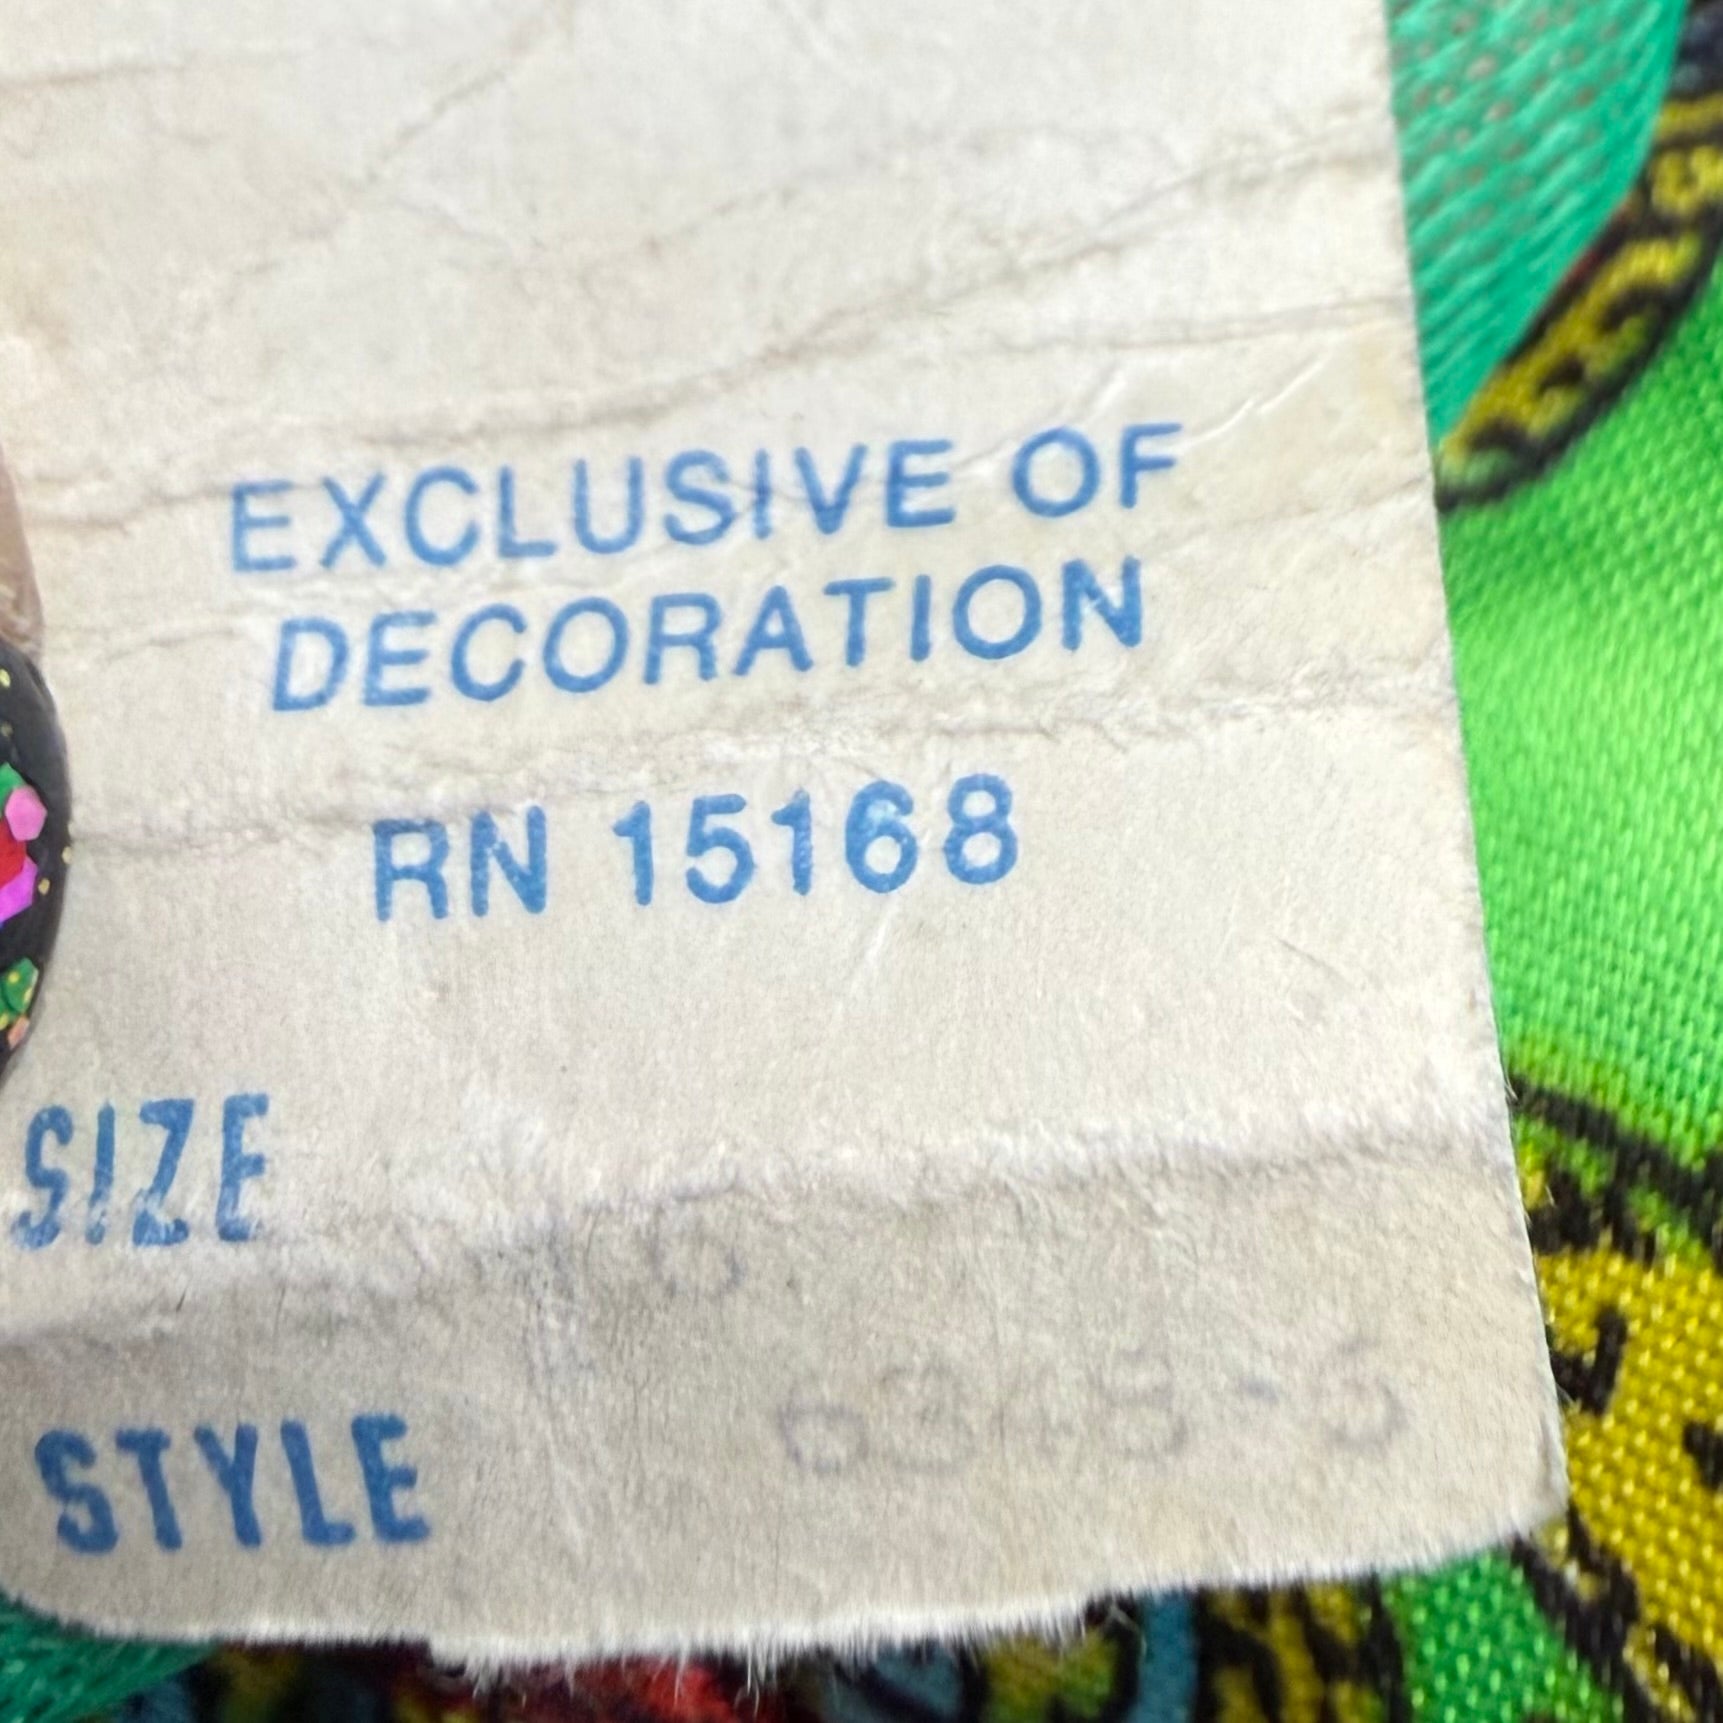 EXCLUSIVE OF
DECORATION
RN 15168
SIZE
STYLE